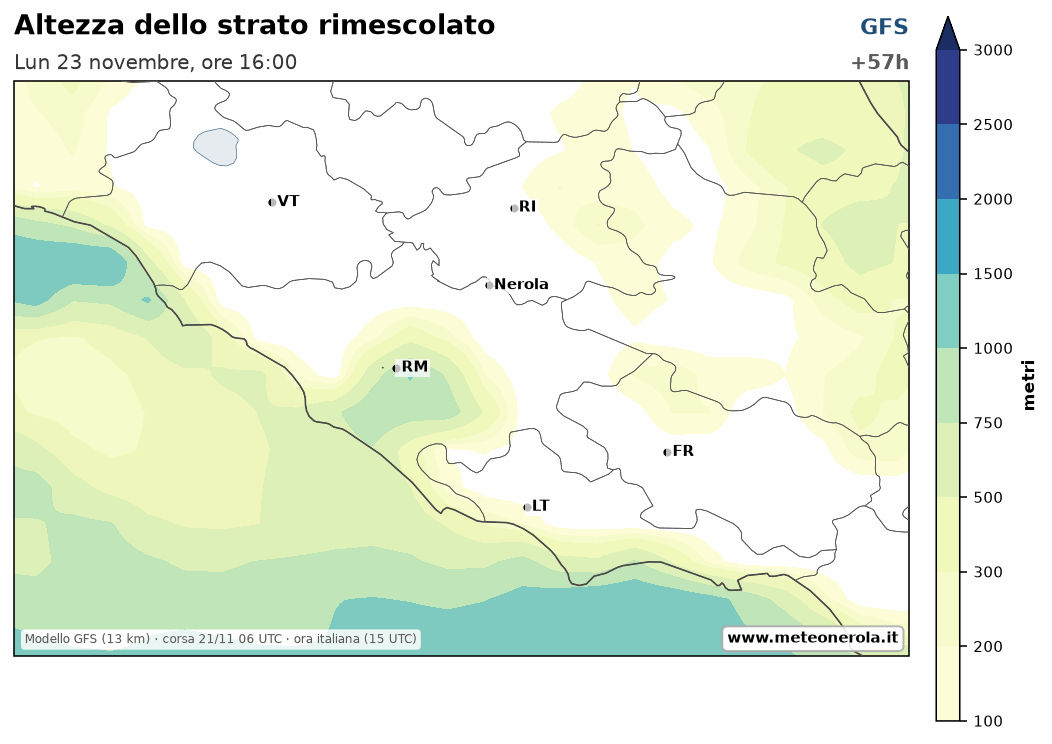 Altezza dello strato rimescolato
GFS
Lun 23 novembre, ore 16:00
+57h
3000
2500
2000
1500
1000
750
500
300
200
100
metri
VT
RI
Nerola
RM
FR
LT
Modello GFS (13 km) · corsa 21/11 06 UTC · ora italiana (15 UTC)
www.meteonerola.it